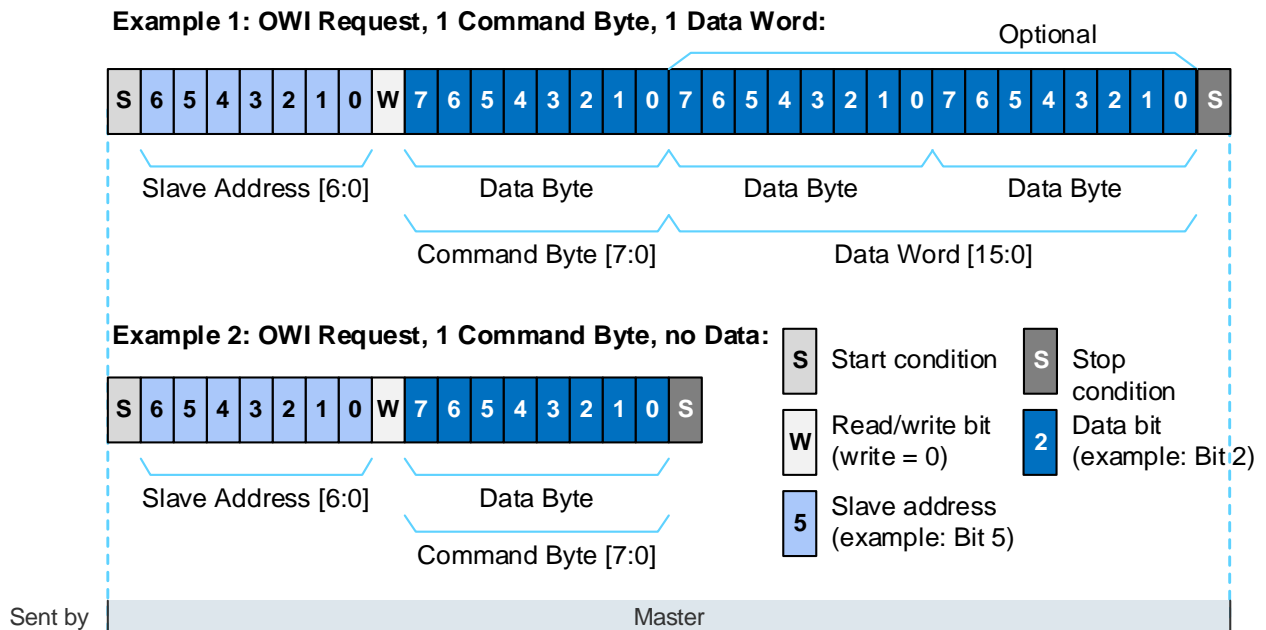 Example 1: OWI Request, 1 Command Byte, 1 Data Word:
Optional
S 6 5 4 3 2 1 0 W 7 6 5 4 3 2 1 0 7 6 5 4 3 2 1 0 7 6 5 4 3 2 1 0 S
Slave Address [6:0] Data Byte Data Byte Data Byte
Command Byte [7:0] Data Word [15:0]
Example 2: OWI Request, 1 Command Byte, no Data:
S 6 5 4 3 2 1 0 W 7 6 5 4 3 2 1 0 S
Slave Address [6:0] Data Byte
Command Byte [7:0]
S Start condition
S Stop
condition
W Read/write bit
(write = 0)
2 Data bit
(example: Bit 2)
5 Slave address
(example: Bit 5)
Sent by Master